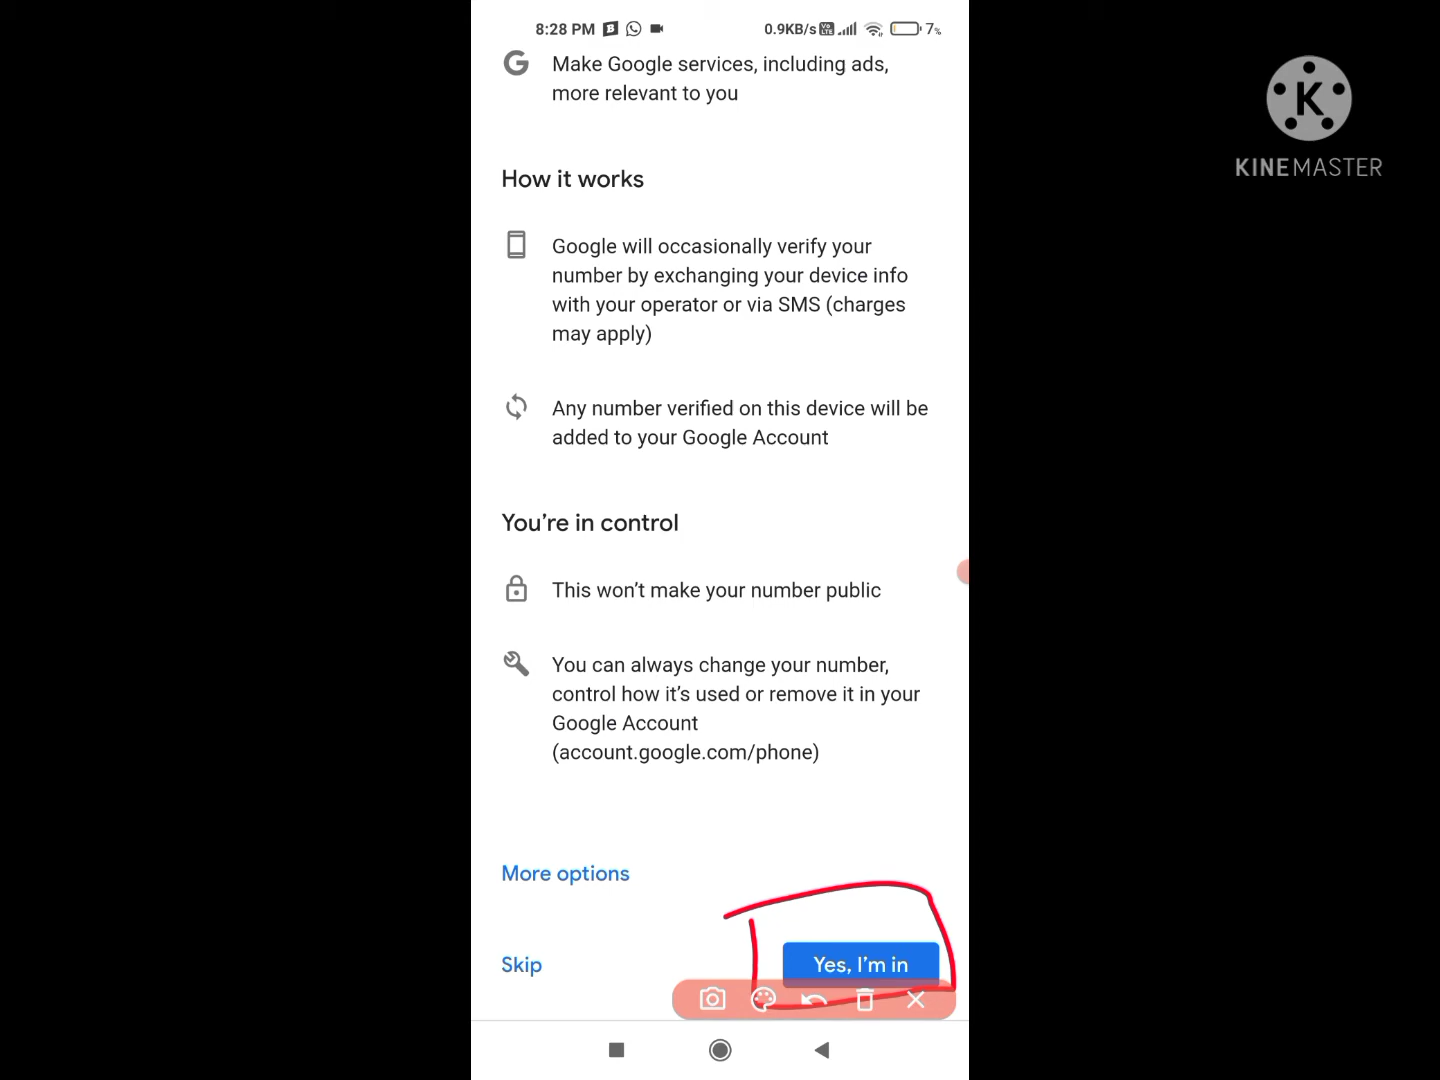 8:28 PM 0.9KB/s Vo LTE 7%
Make Google services, including ads,
more relevant to you
K
KINEMASTER
How it works
Google will occasionally verify your
number by exchanging your device info
with your operator or via SMS (charges
may apply)
Any number verified on this device will be
added to your Google Account
You're in control
This won't make your number public
You can always change your number,
control how it's used or remove it in your
Google Account
(account.google.com/phone)
More options
Skip
Yes, I'm in